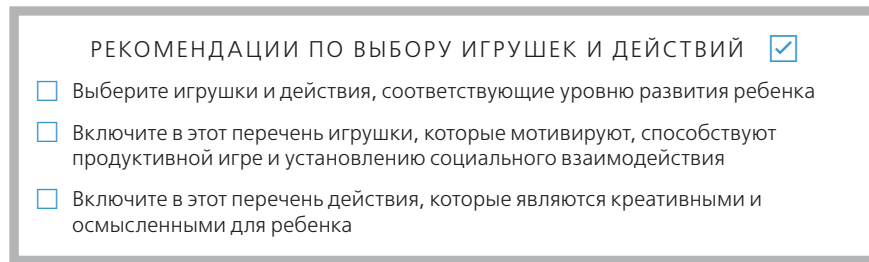 РЕКОМЕНДАЦИИ ПО ВЫБОРУ ИГРУШЕК И ДЕЙСТВИЙ
Выберите игрушки и действия, соответствующие уровню развития ребенка
Включите в этот перечень игрушки, которые мотивируют, способствуют
продуктивной игре и установлению социального взаимодействия
Включите в этот перечень действия, которые являются креативными и
осмысленными для ребенка